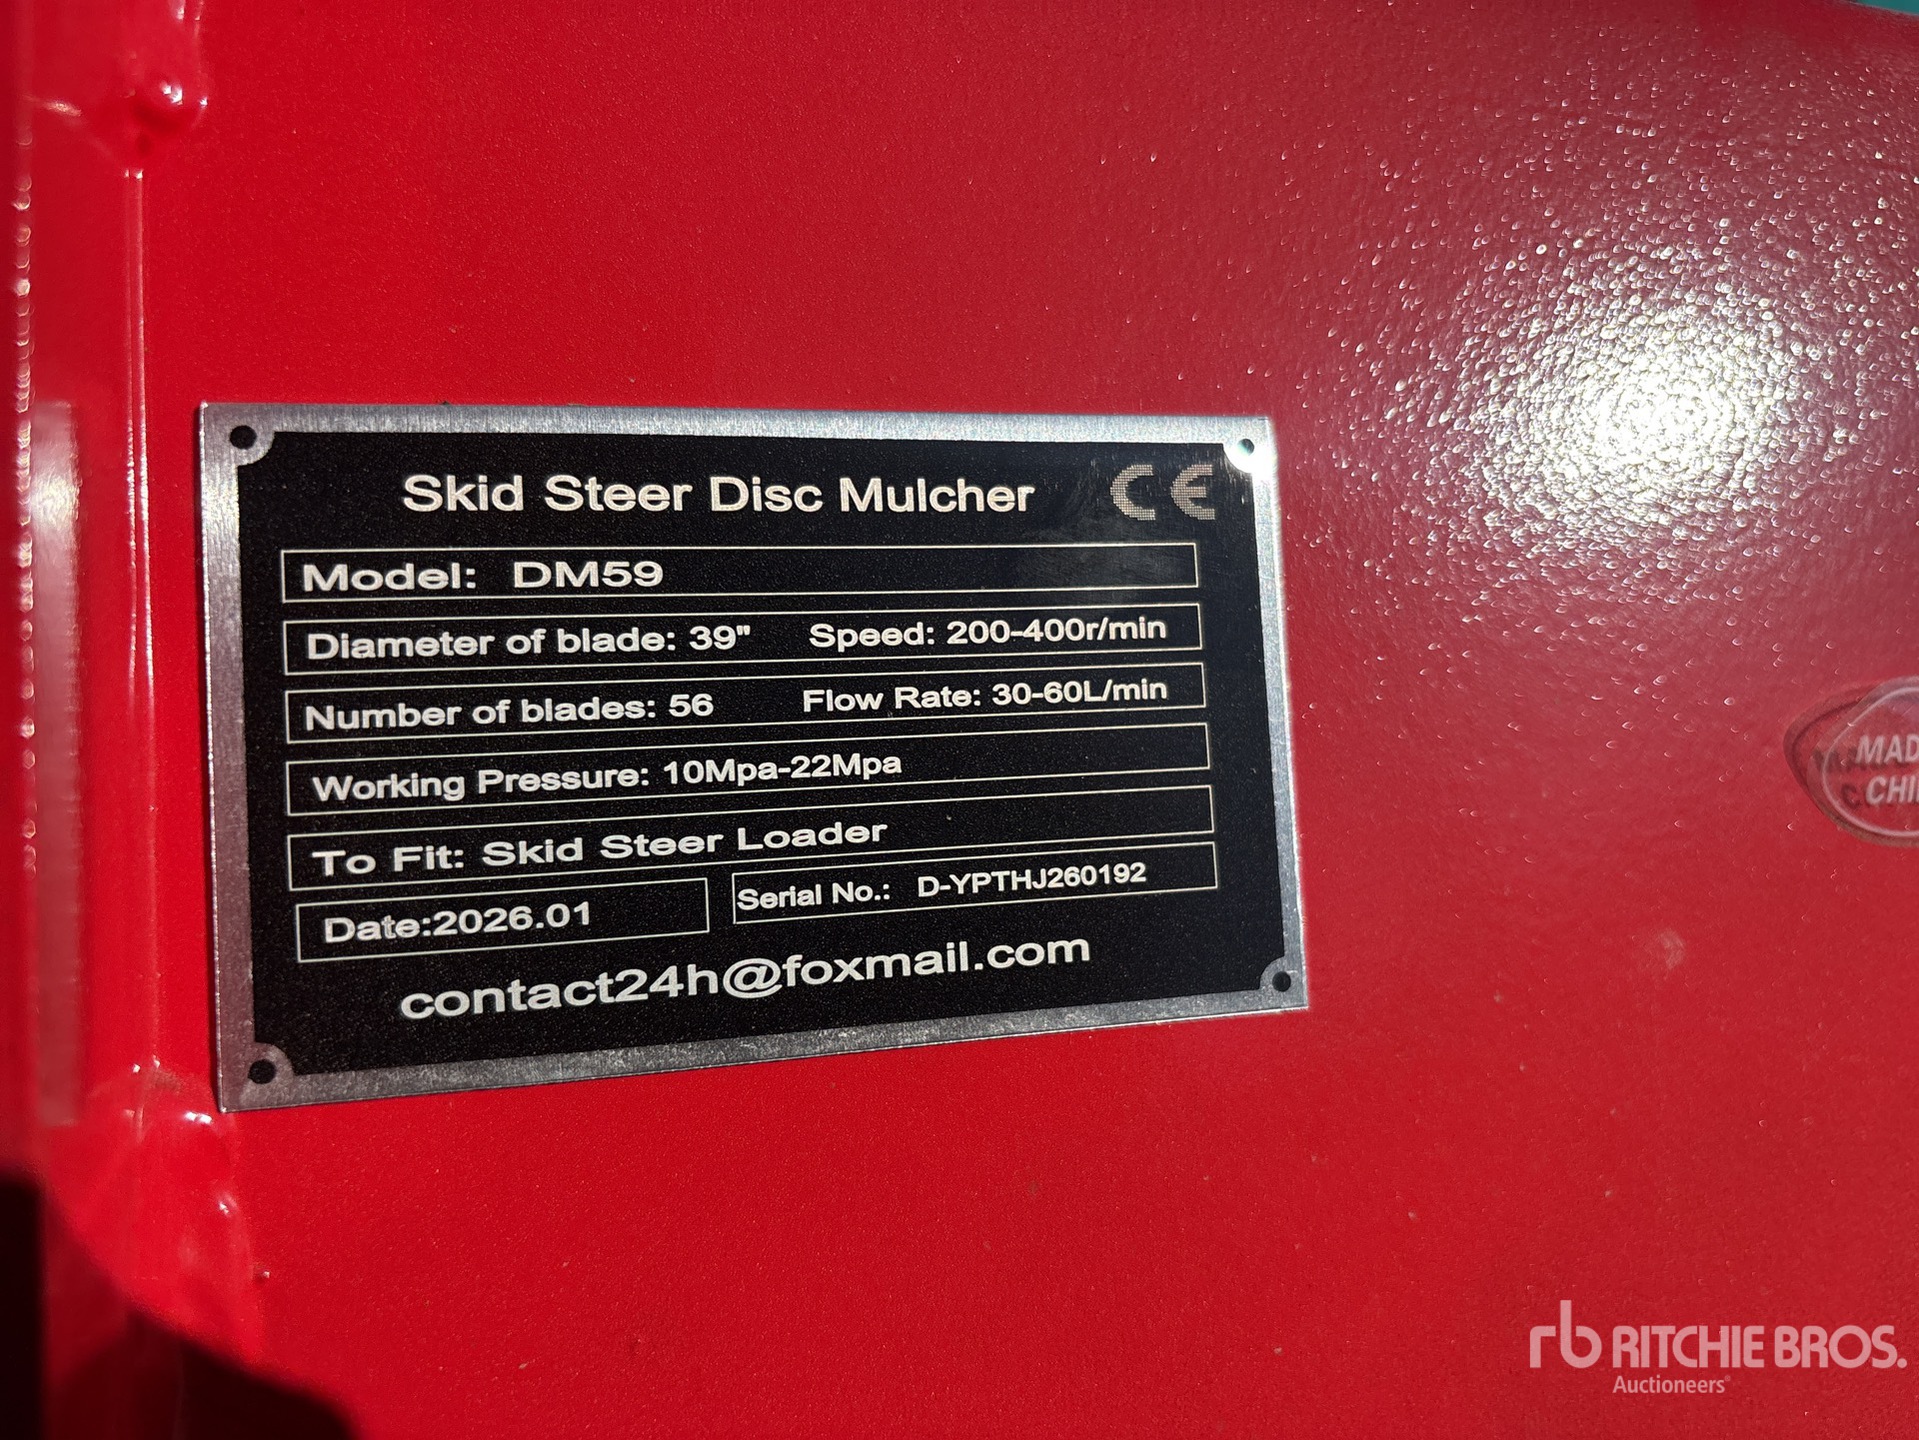 Skid Steer Disc Mulcher CE
Model: DM59
Diameter of blade: 39" Speed: 200-400r/min
Number of blades: 56 Flow Rate: 30-60L/min
Working Pressure: 10Mpa-22Mpa
To Fit: Skid Steer Loader
Date:2026.01 Serial No.: D-YPTHJ260192
contact24h@foxmail.com
rb RITCHIE BROS.
Auctioneers®